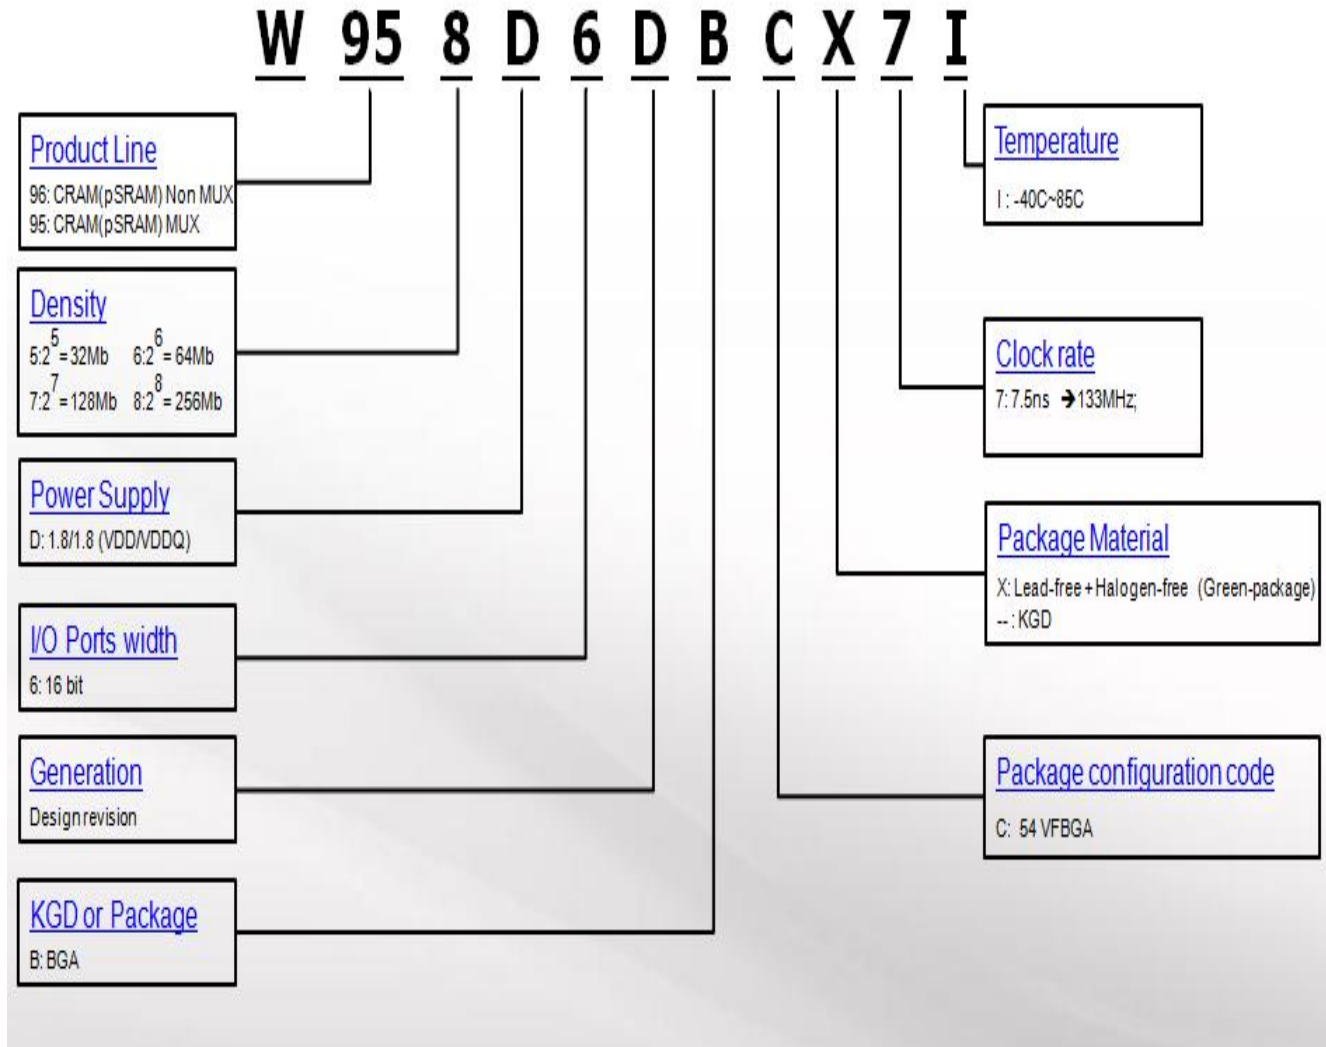 W 95 8 D 6 D B C X 7 I
Product Line
96: CRAM(pSRAM) Non MUX
95: CRAM(pSRAM) MUX
Density
5:2^5 = 32Mb 6:2^6 = 64Mb
7:2^7 = 128Mb 8:2^8 = 256Mb
Power Supply
D: 1.8/1.8 (VDD/VDDQ)
I/O Ports width
6: 16 bit
Generation
Design revision
KGD or Package
B: BGA
Temperature
I : -40C~85C
Clock rate
7: 7.5ns ➔133MHz;
Package Material
X: Lead-free + Halogen-free (Green-package)
-- : KGD
Package configuration code
C: 54 VFBGA